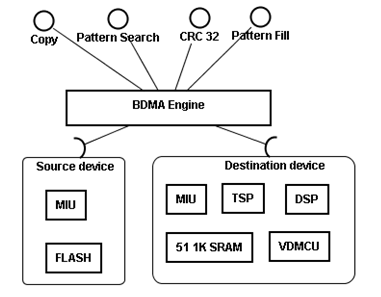 Copy
Pattern Search
CRC 32
Pattern Fill
BDMA Engine
Source device
Destination device
MIU
MIU
TSP
DSP
FLASH
51 1K SRAM
VDMCU